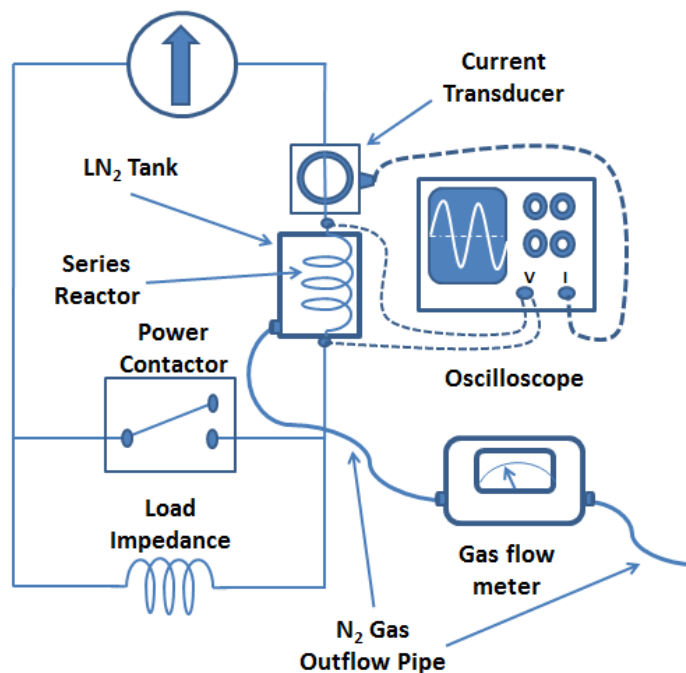 Current
Transducer
LN₂ Tank
Series
Reactor
V I
Power
Contactor
Oscilloscope
Load
Impedance
Gas flow
meter
N₂ Gas
Outflow Pipe